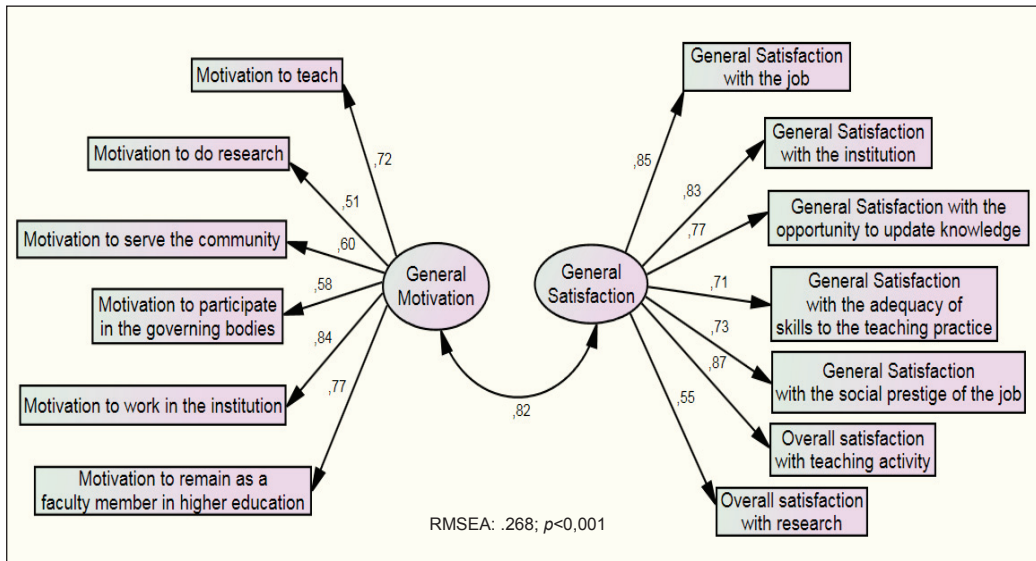 Motivation to teach
,72
Motivation to do research
,51
Motivation to serve the community
,60
Motivation to participate
in the governing bodies
,58
Motivation to work in the institution
,84
Motivation to remain as a
faculty member in higher education
,77
General
Motivation
,82
General
Satisfaction
General Satisfaction
with the job
,85
General Satisfaction
with the institution
,83
General Satisfaction with the
opportunity to update knowledge
,77
General Satisfaction
with the adequacy of
skills to the teaching practice
,71
General Satisfaction
with the social prestige of the job
,73
Overall satisfaction
with teaching activity
,87
Overall satisfaction
with research
,55
RMSEA: .268; p<0,001